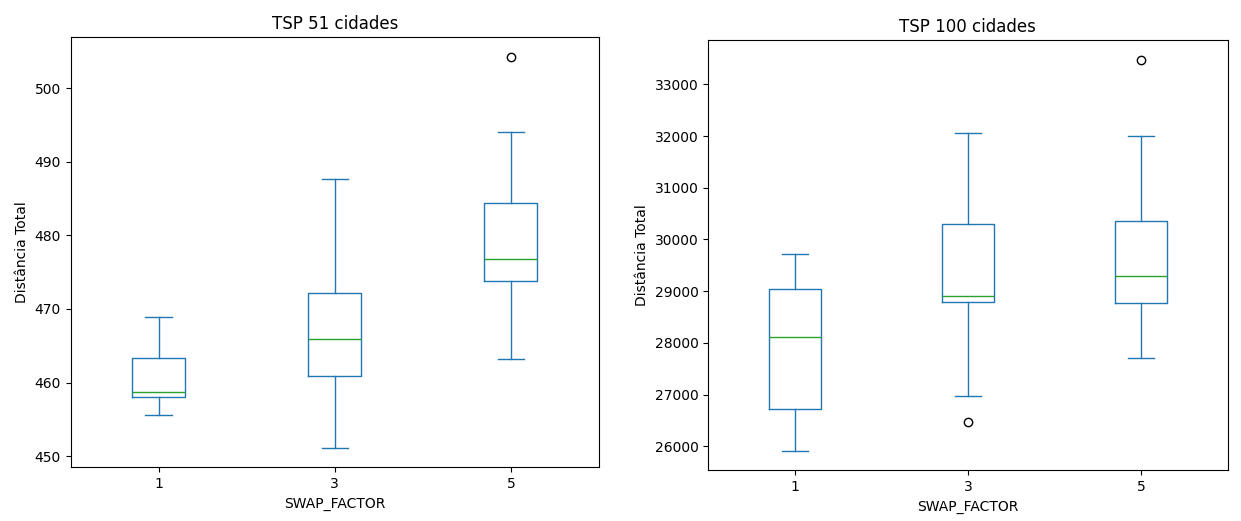 TSP 51 cidades
Distância Total
500
490
480
470
460
450
1 3 5
SWAP_FACTOR
TSP 100 cidades
Distância Total
33000
32000
31000
30000
29000
28000
27000
26000
1 3 5
SWAP_FACTOR